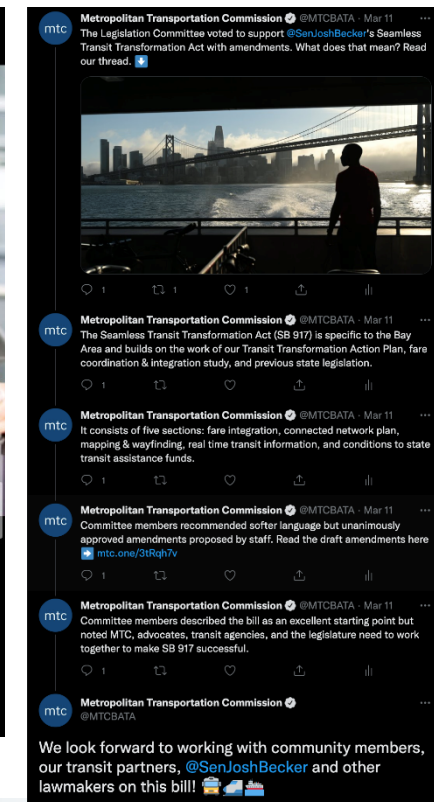 mtc
Metropolitan Transportation Commission @MTCBATA · Mar 11
The Legislation Committee voted to support @SenJoshBecker's Seamless
Transit Transformation Act with amendments. What does that mean? Read
our thread.
1 1 1
mtc
Metropolitan Transportation Commission @MTCBATA · Mar 11
The Seamless Transit Transformation Act (SB 917) is specific to the Bay
Area and builds on the work of our Transit Transformation Action Plan, fare
coordination & integration study, and previous state legislation.
1
mtc
Metropolitan Transportation Commission @MTCBATA · Mar 11
It consists of five sections: fare integration, connected network plan,
mapping & wayfinding, real time transit information, and conditions to state
transit assistance funds.
1
mtc
Metropolitan Transportation Commission @MTCBATA · Mar 11
Committee members recommended softer language but unanimously
approved amendments proposed by staff. Read the draft amendments here
mtc.one/3tRqh7v
1
mtc
Metropolitan Transportation Commission @MTCBATA · Mar 11
Committee members described the bill as an excellent starting point but
noted MTC, advocates, transit agencies, and the legislature need to work
together to make SB 917 successful.
1
mtc
Metropolitan Transportation Commission
@MTCBATA
We look forward to working with community members,
our transit partners, @SenJoshBecker and other
lawmakers on this bill!